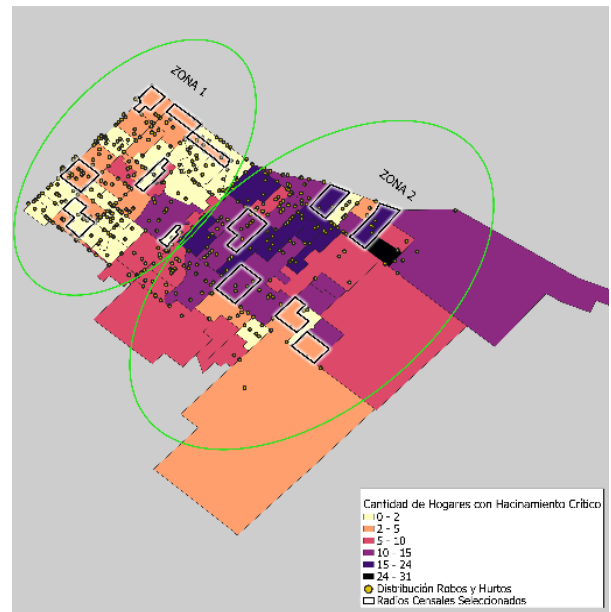 ZONA 1
ZONA 2
Cantidad de Hogares con Hacinamiento Crítico
0 - 2
2 - 5
5 - 10
10 - 15
15 - 24
24 - 31
Distribución Robos y Hurtos
Radios Censales Seleccionados